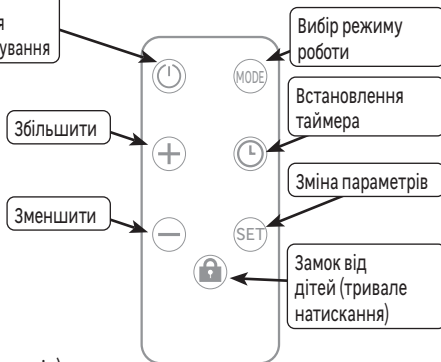 я
ування
Вибір режиму
роботи
MODE
Встановлення
таймера
Збільшити
Зміна параметрів
Зменшити
SET
Замок від
дітей (тривале
натискання)